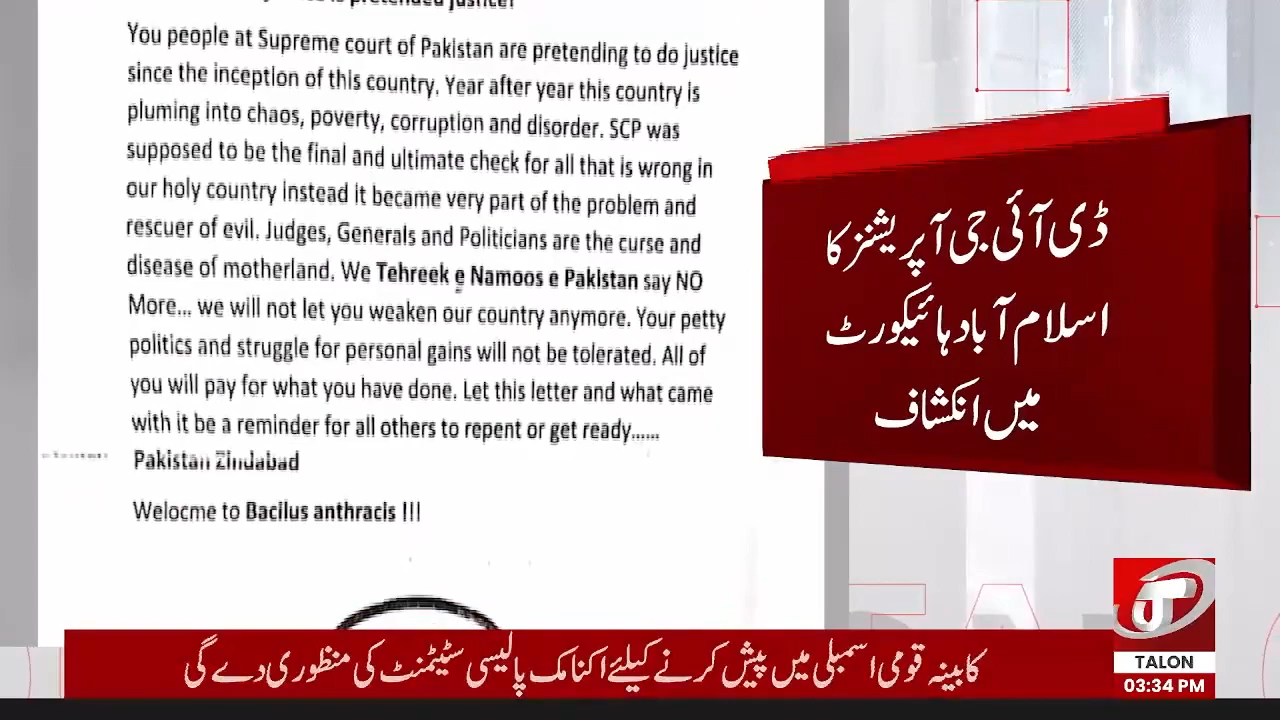 You people at Supreme court of Pakistan are pretending to do justice
since the inception of this country. Year after year this country is
pluming into chaos, poverty, corruption and disorder. SCP was
supposed to be the final and ultimate check for all that is wrong in
our holy country instead it became very part of the problem and
rescuer of evil. Judges, Generals and Politicians are the curse and
disease of motherland. We Tehreek e Namoos e Pakistan say NO
More... we will not let you weaken our country anymore. Your petty
politics and struggle for personal gains will not be tolerated. All of
you will pay for what you have done. Let this letter and what came
with it be a reminder for all others to repent or get ready......
Pakistan Zindabad
Welocme to Bacilus anthracis !!!
ڈی آئی جی آپریشنز کا
اسلام آباد ہائیکورٹ
میں انکشاف
کابینہ قومی اسمبلی میں پیش کرنے کیلئے اکنامک پالیسی سٹیٹمنٹ کی منظوری دے گی
TALON
03:34 PM